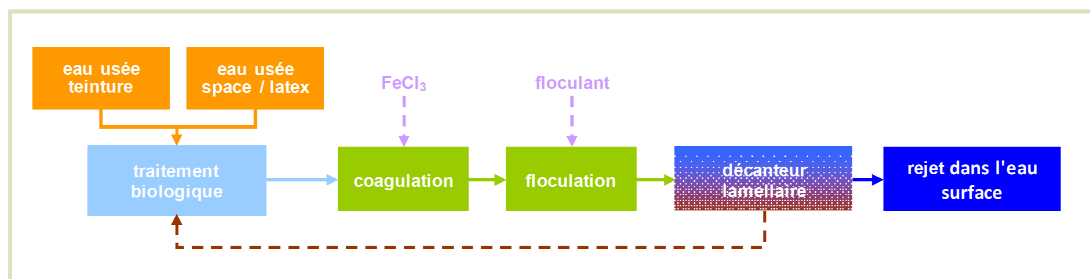 eau usée
teinture
eau usée
space / latex
FeCl₃
floculant
traitement
biologique
coagulation
floculation
décanteur
lamellaire
rejet dans l'eau
surface